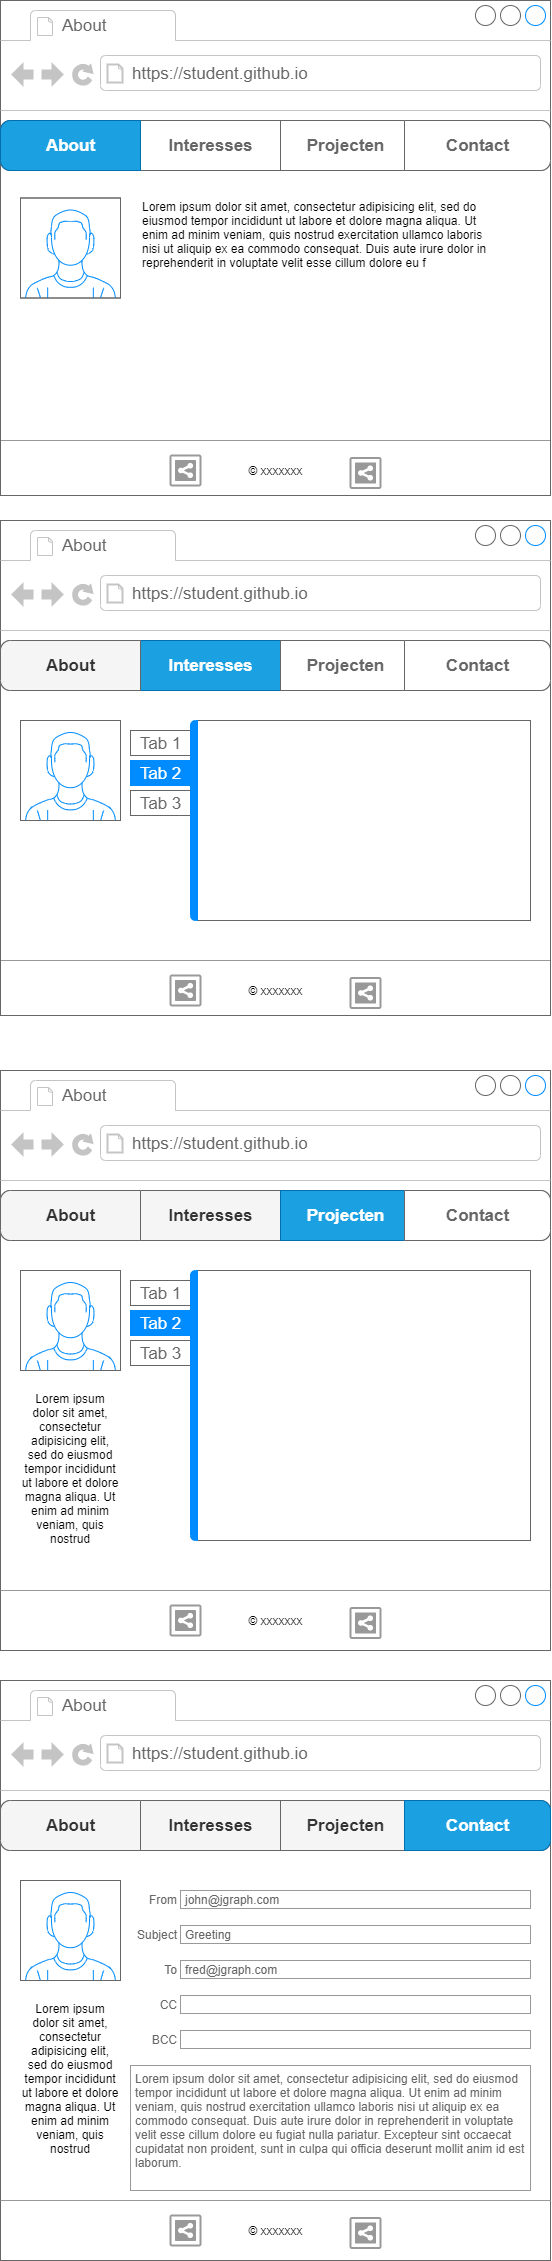 About
https://student.github.io
About Interesses Projecten Contact
Lorem ipsum dolor sit amet, consectetur adipisicing elit, sed do
eiusmod tempor incididunt ut labore et dolore magna aliqua. Ut
enim ad minim veniam, quis nostrud exercitation ullamco laboris
nisi ut aliquip ex ea commodo consequat. Duis aute irure dolor in
reprehenderit in voluptate velit esse cillum dolore eu f
© xxxxxxx
About
https://student.github.io
About Interesses Projecten Contact
Tab 1
Tab 2
Tab 3
© xxxxxxx
About
https://student.github.io
About Interesses Projecten Contact
Tab 1
Tab 2
Tab 3
Lorem ipsum
dolor sit amet,
consectetur
adipisicing elit,
sed do eiusmod
tempor incididunt
ut labore et dolore
magna aliqua. Ut
enim ad minim
veniam, quis
nostrud
© xxxxxxx
About
https://student.github.io
About Interesses Projecten Contact
From john@jgraph.com
Subject Greeting
To fred@jgraph.com
CC
BCC
Lorem ipsum
dolor sit amet,
consectetur
adipisicing elit,
sed do eiusmod
tempor incididunt
ut labore et dolore
magna aliqua. Ut
enim ad minim
veniam, quis
nostrud
Lorem ipsum dolor sit amet, consectetur adipisicing elit, sed do eiusmod
tempor incididunt ut labore et dolore magna aliqua. Ut enim ad minim
veniam, quis nostrud exercitation ullamco laboris nisi ut aliquip ex ea
commodo consequat. Duis aute irure dolor in reprehenderit in voluptate
velit esse cillum dolore eu fugiat nulla pariatur. Excepteur sint occaecat
cupidatat non proident, sunt in culpa qui officia deserunt mollit anim id est
laborum.
© xxxxxxx